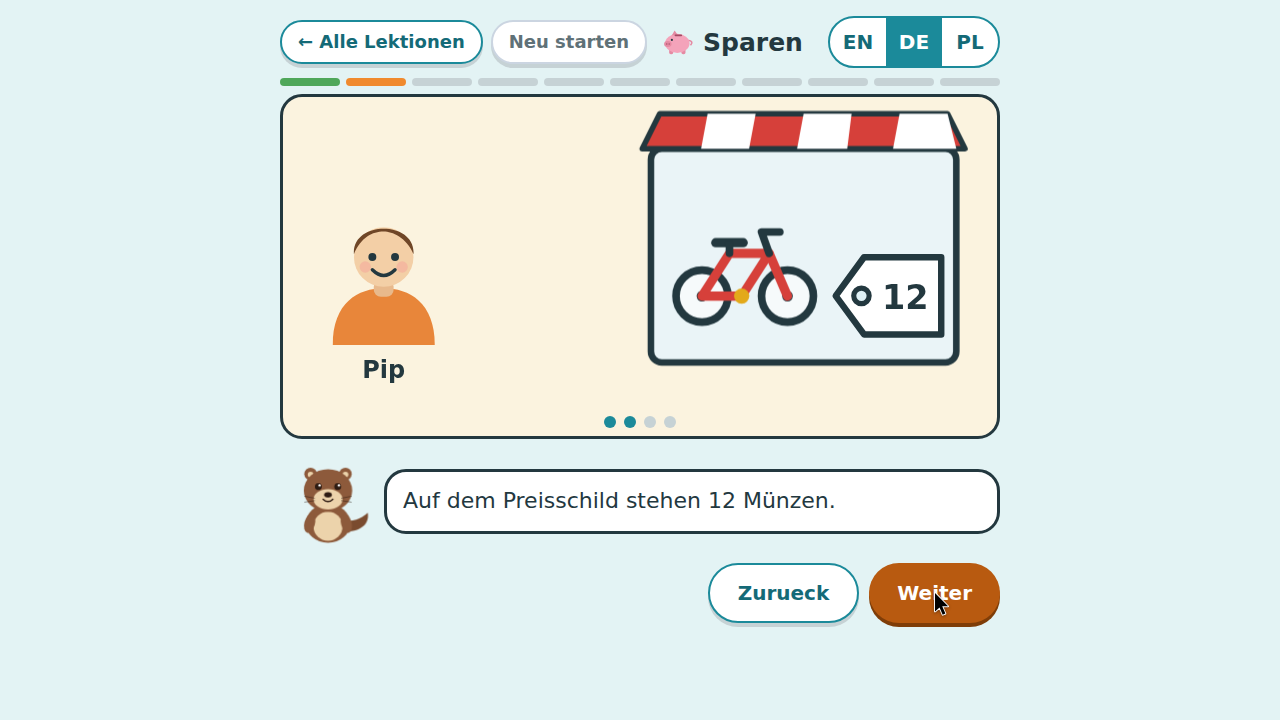 ← Alle Lektionen
Neu starten
Sparen
EN DE PL
12
Pip
Auf dem Preisschild stehen 12 Münzen.
Zurueck
Weiter